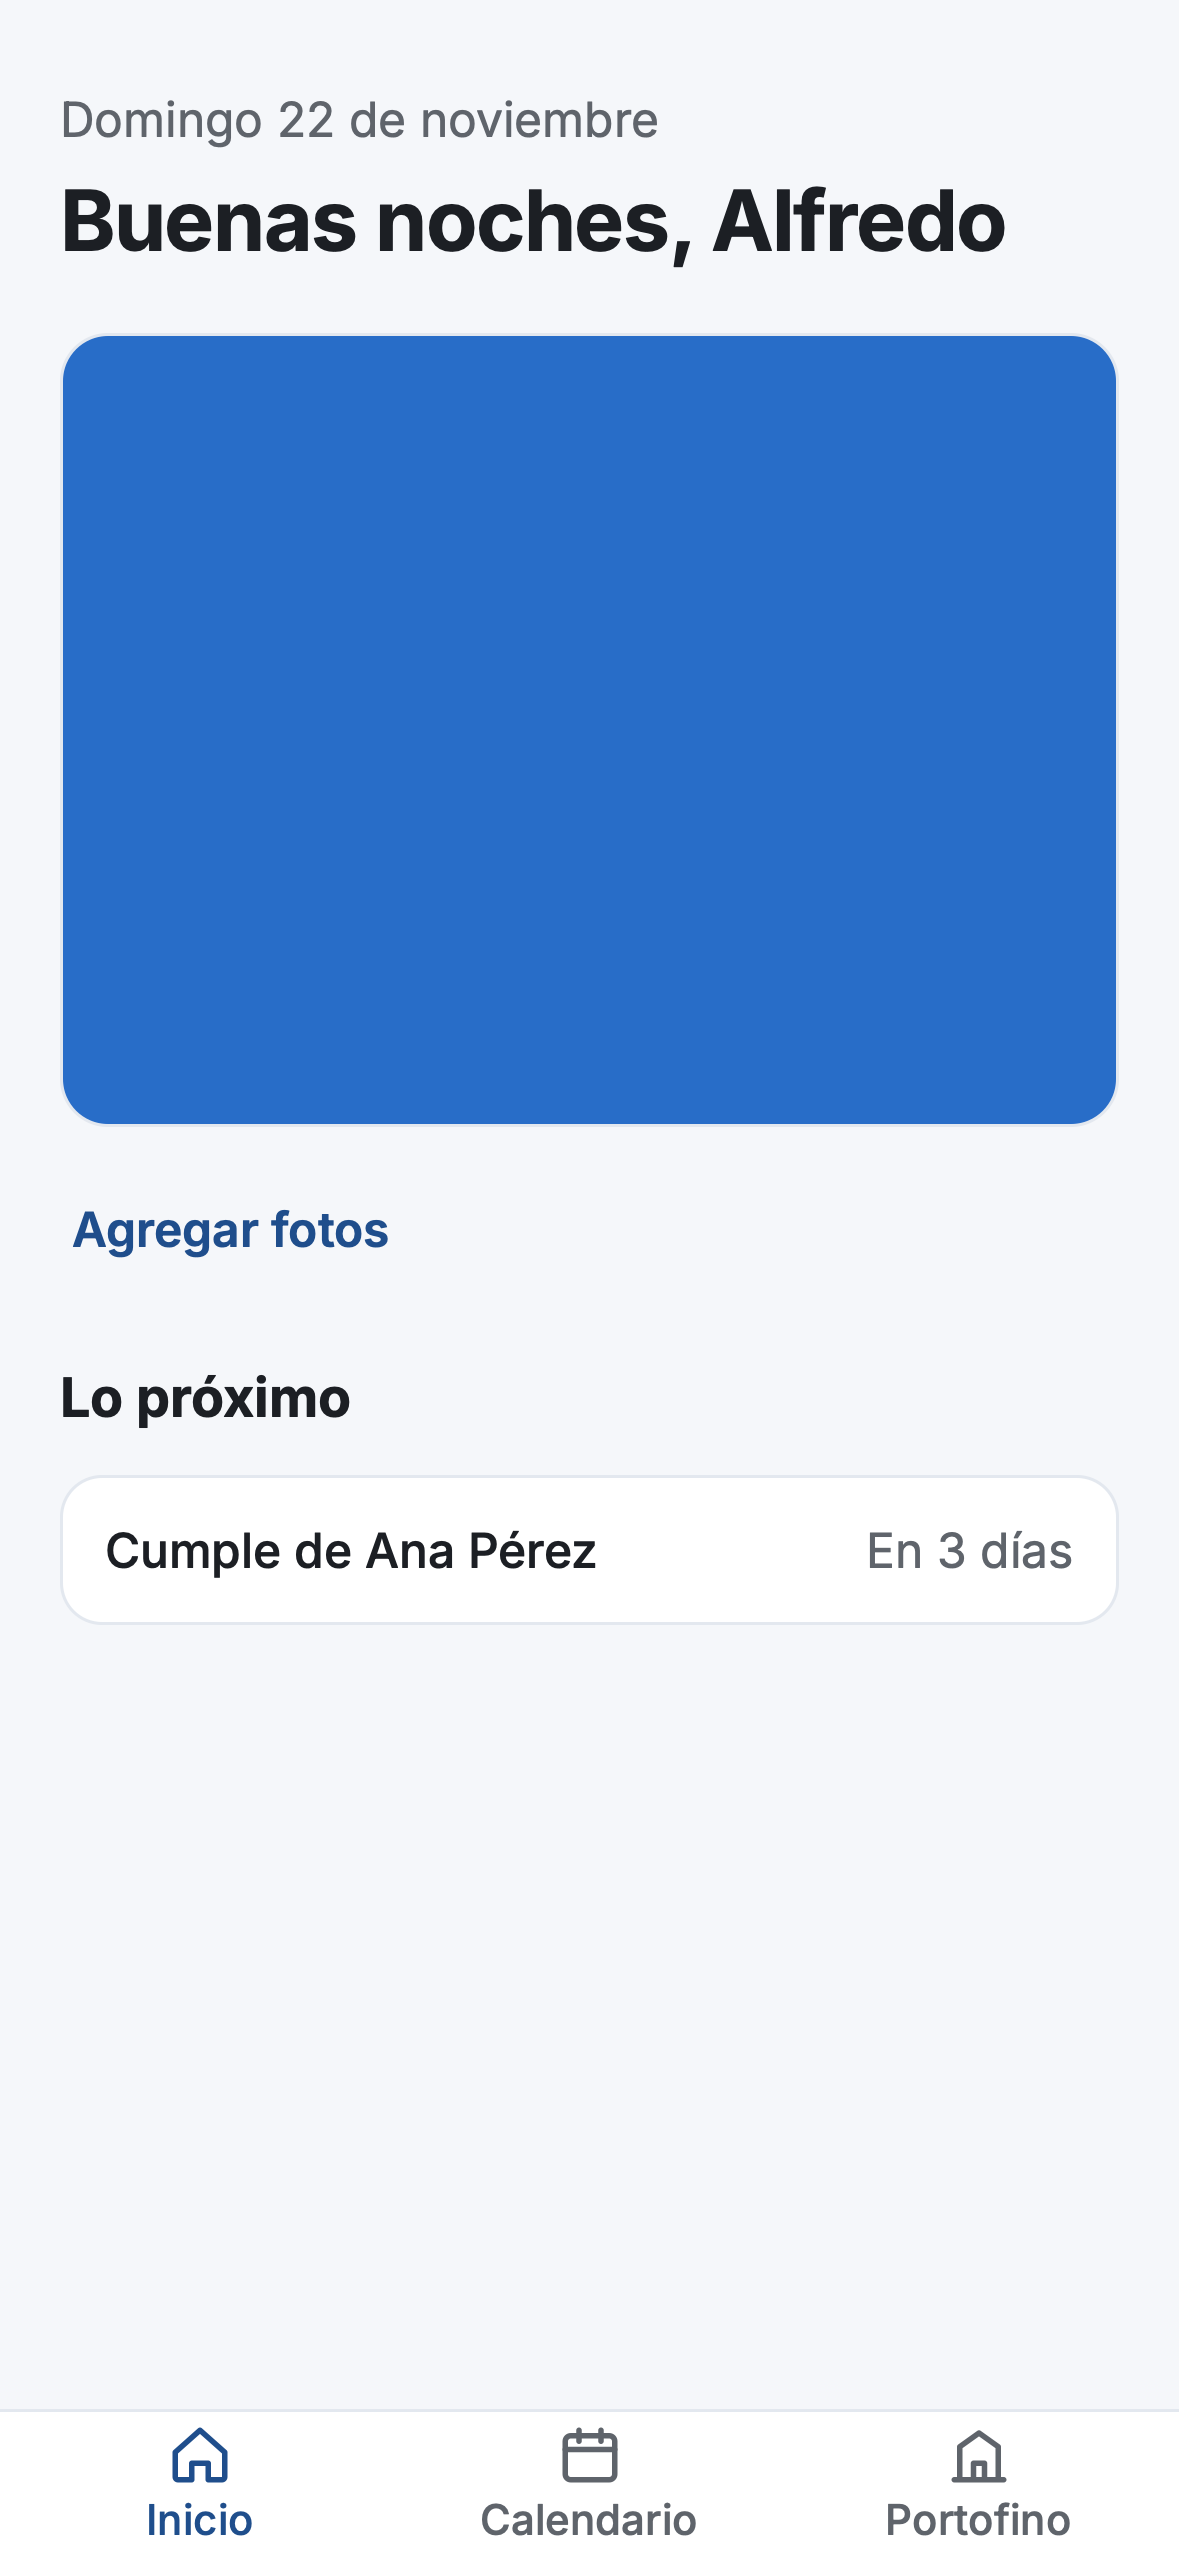 Domingo 22 de noviembre
Buenas noches, Alfredo
Agregar fotos
Lo próximo
Cumple de Ana Pérez En 3 días
Inicio Calendario Portofino